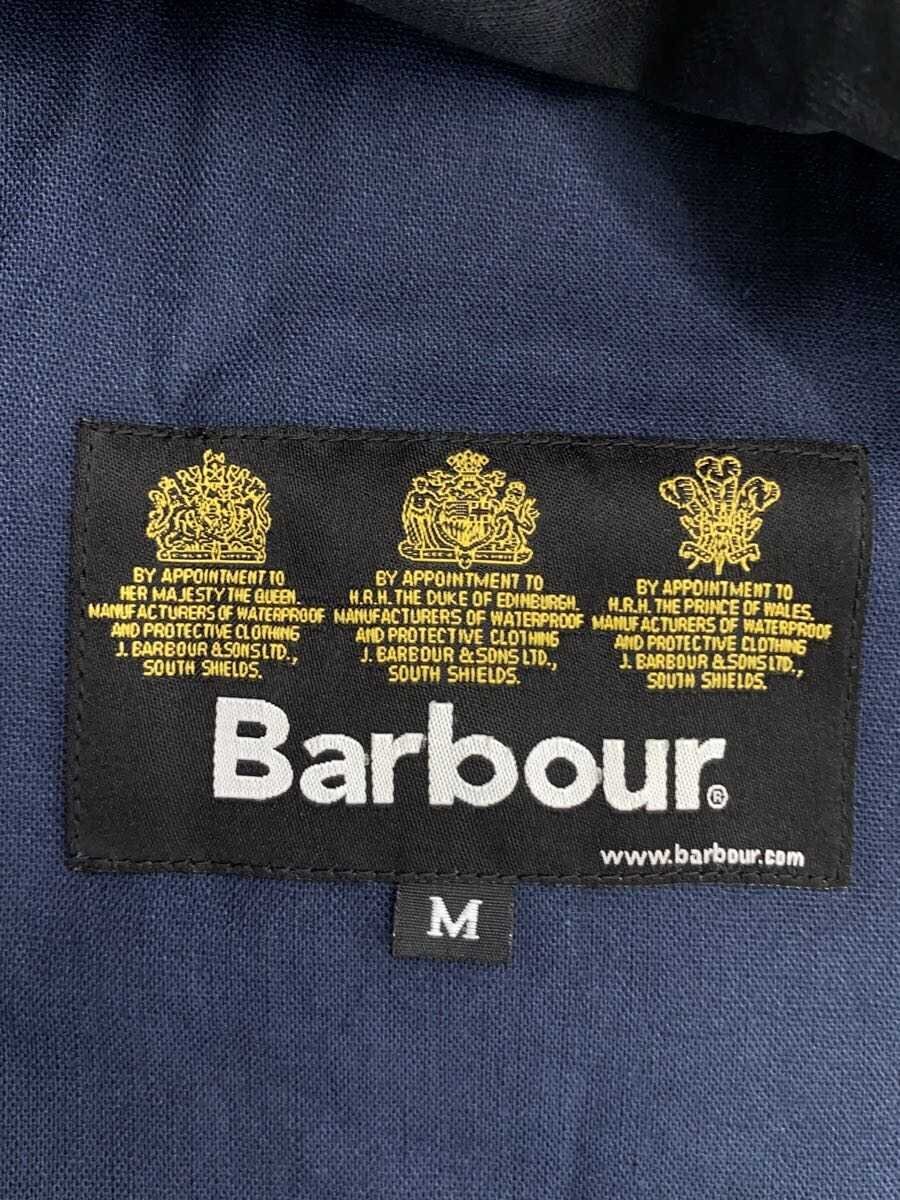 BY APPOINTMENT TO
HER MAJESTY THE QUEEN.
MANUFACTURERS OF WATERPROOF
AND PROTECTIVE CLOTHING
J. BARBOUR & SONS LTD.,
SOUTH SHIELDS.
BY APPOINTMENT TO
H.R.H. THE DUKE OF EDINBURGH.
MANUFACTURERS OF WATERPROOF
AND PROTECTIVE CLOTHING
J. BARBOUR & SONS LTD.,
SOUTH SHIELDS.
BY APPOINTMENT TO
H.R.H. THE PRINCE OF WALES.
MANUFACTURERS OF WATERPROOF
AND PROTECTIVE CLOTHING
J. BARBOUR & SONS LTD.,
SOUTH SHIELDS.
Barbour®
www.barbour.com
M